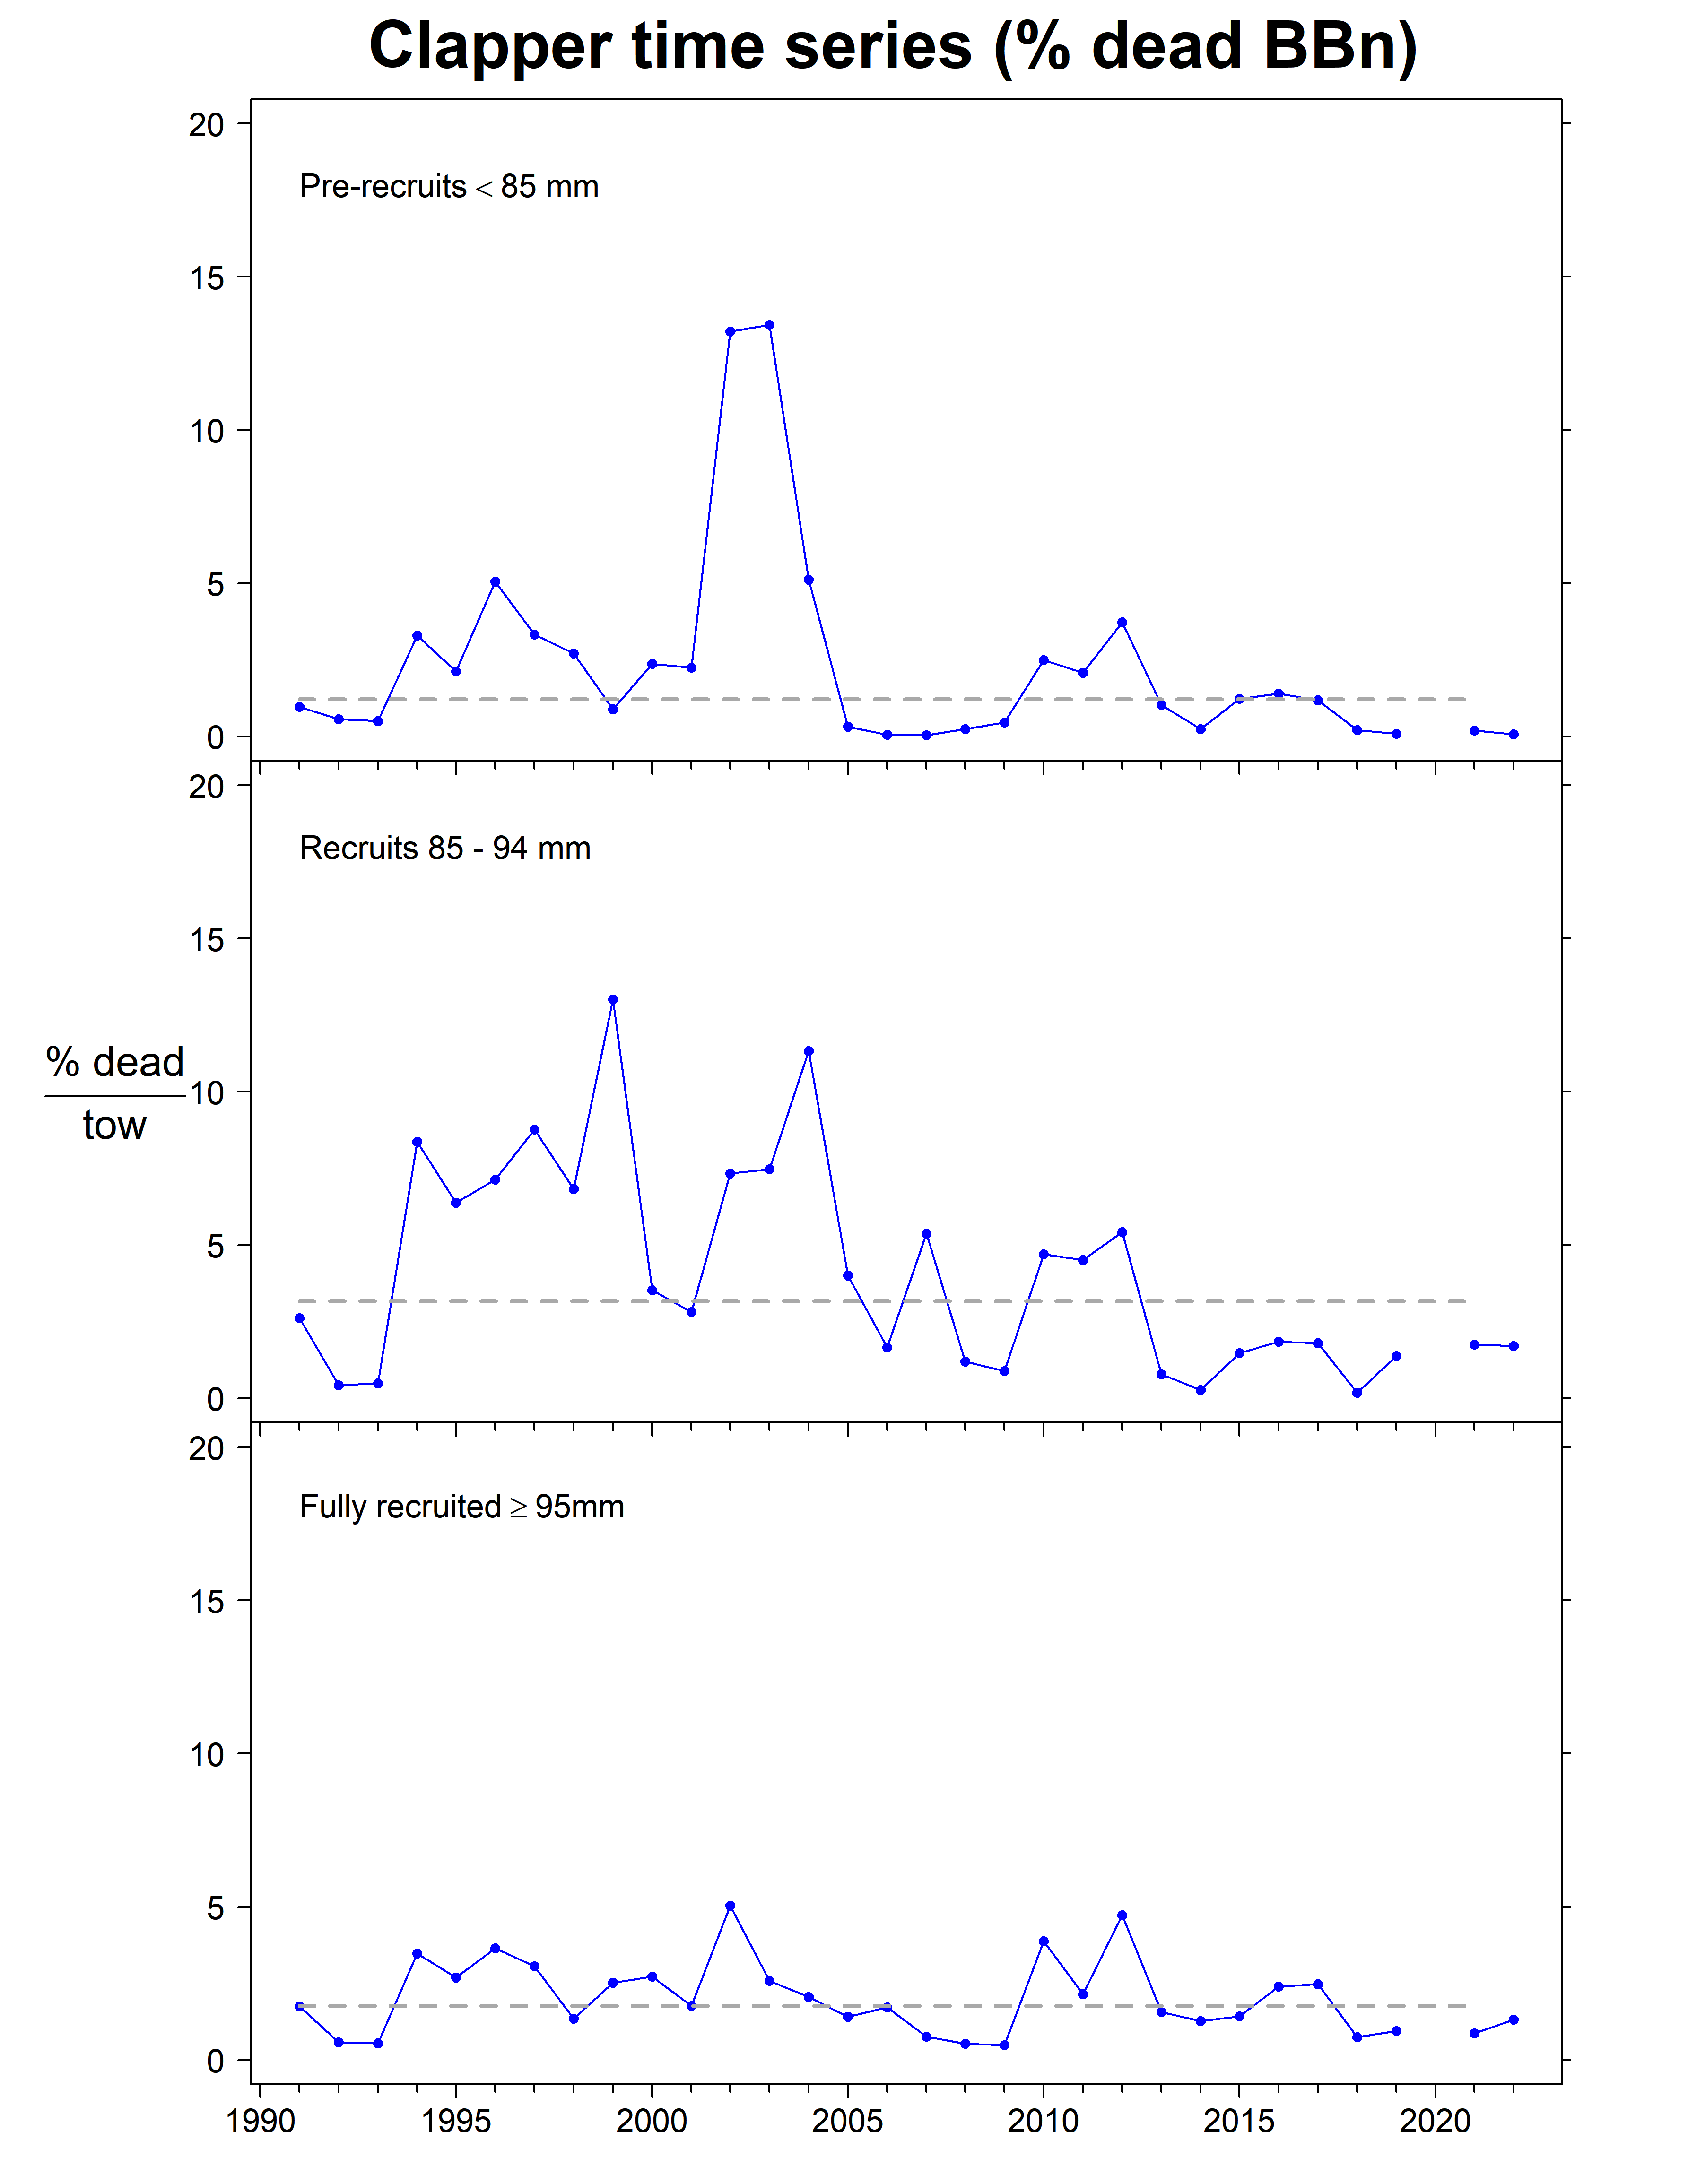 Clapper time series (% dead BBn)
20
Pre-recruits < 85 mm
15
10
5
0
20
Recruits 85 - 94 mm
15
% dead
tow
10
5
0
20
Fully recruited ≥ 95mm
15
10
5
0
1990 1995 2000 2005 2010 2015 2020